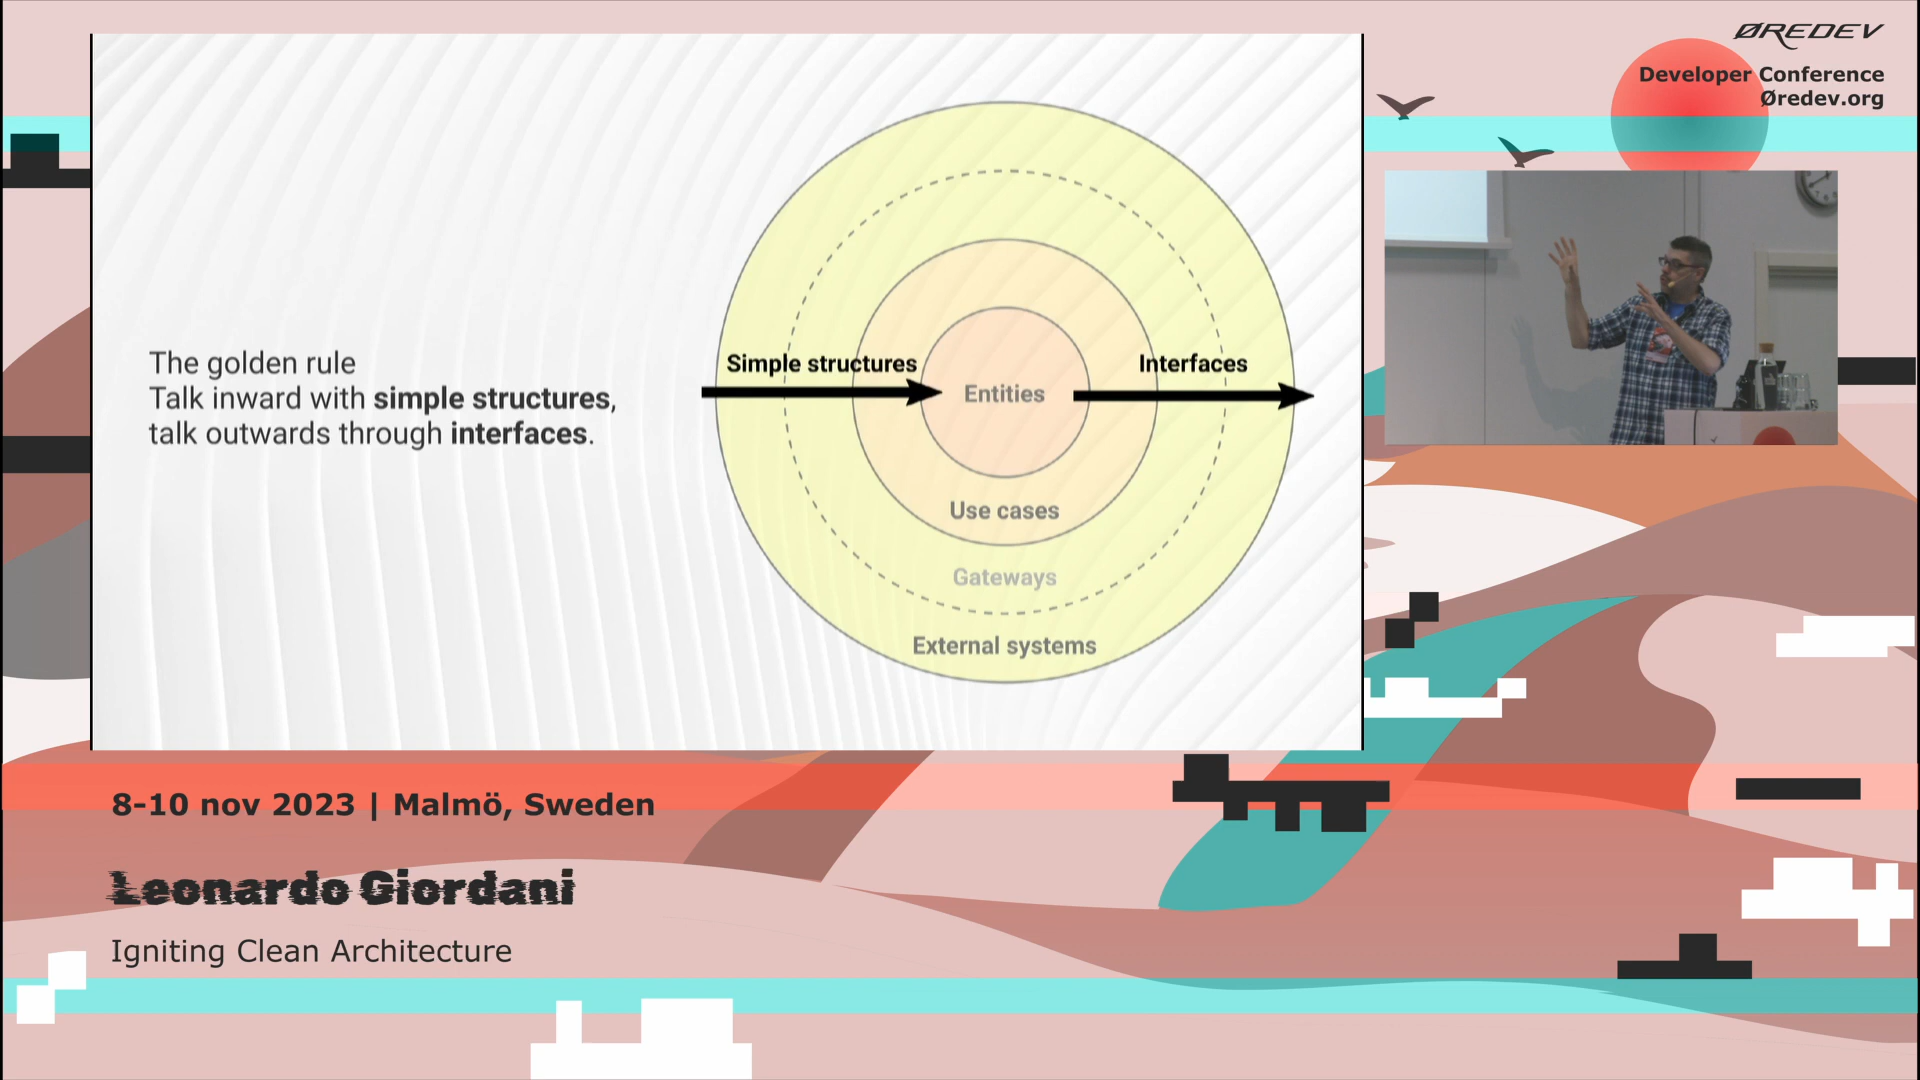 ØREDEV
Developer Conference
Øredev.org
The golden rule
Talk inward with simple structures,
talk outwards through interfaces.
Simple structures
Interfaces
Entities
Use cases
Gateways
External systems
8-10 nov 2023 | Malmö, Sweden
Leonardo Giordani
Igniting Clean Architecture